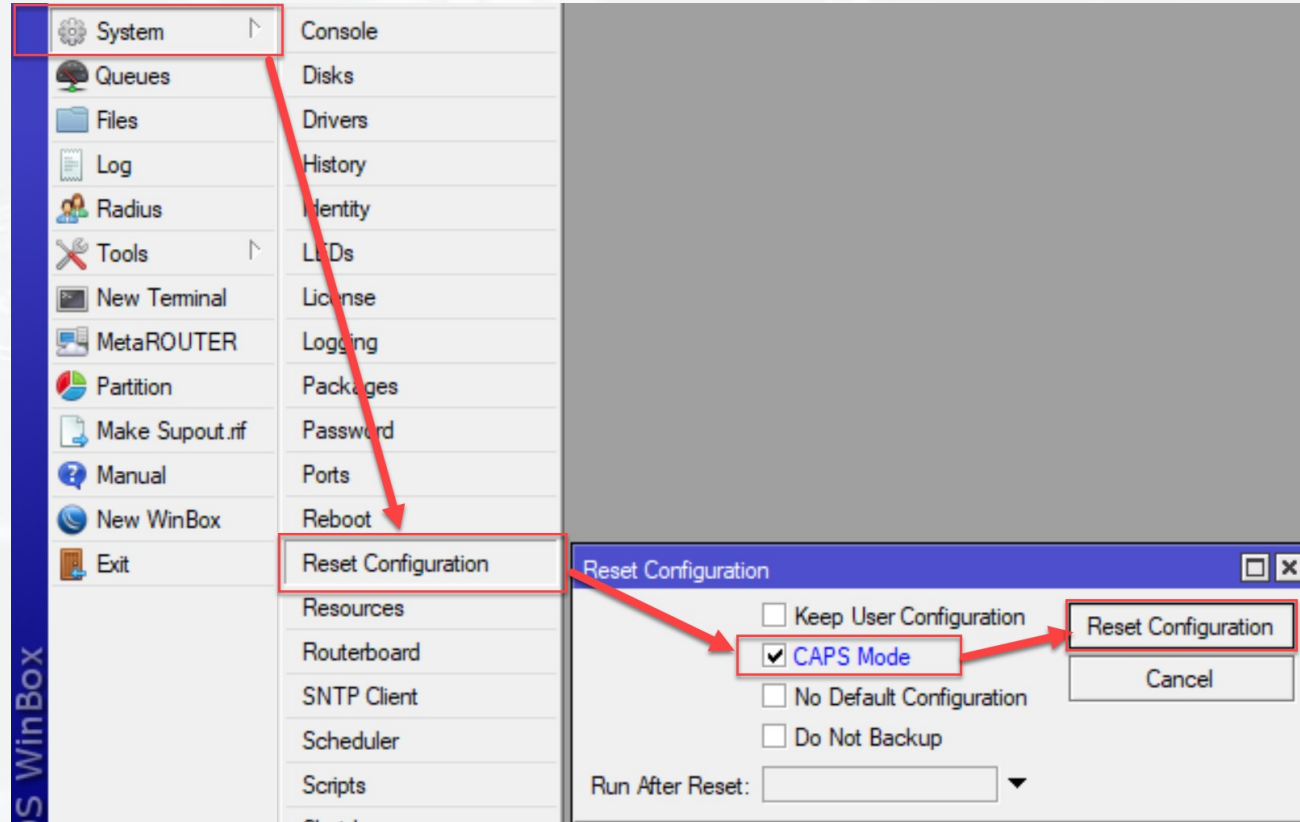 System
Queues
Files
Log
Radius
Tools
New Terminal
MetaROUTER
Partition
Make Supout.rif
Manual
New WinBox
Exit
Console
Disks
Drivers
History
Identity
LEDs
License
Logging
Packages
Password
Ports
Reboot
Reset Configuration
Resources
Routerboard
SNTP Client
Scheduler
Scripts
Reset Configuration
Keep User Configuration
CAPS Mode
No Default Configuration
Do Not Backup
Run After Reset:
Reset Configuration
Cancel
WinBox